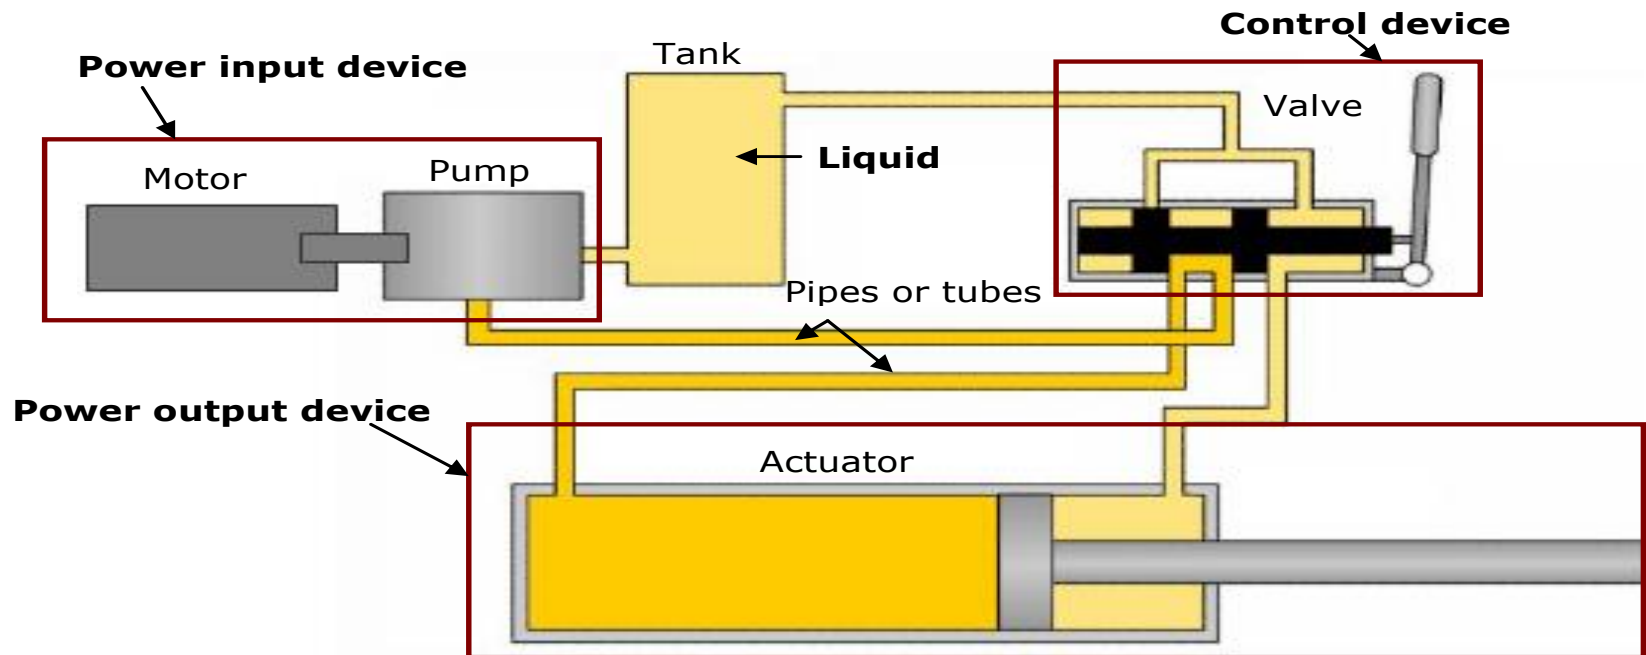 Control device
Tank
Power input device
Valve
Liquid
Pump
Motor
Pipes or tubes
Power output device
Actuator